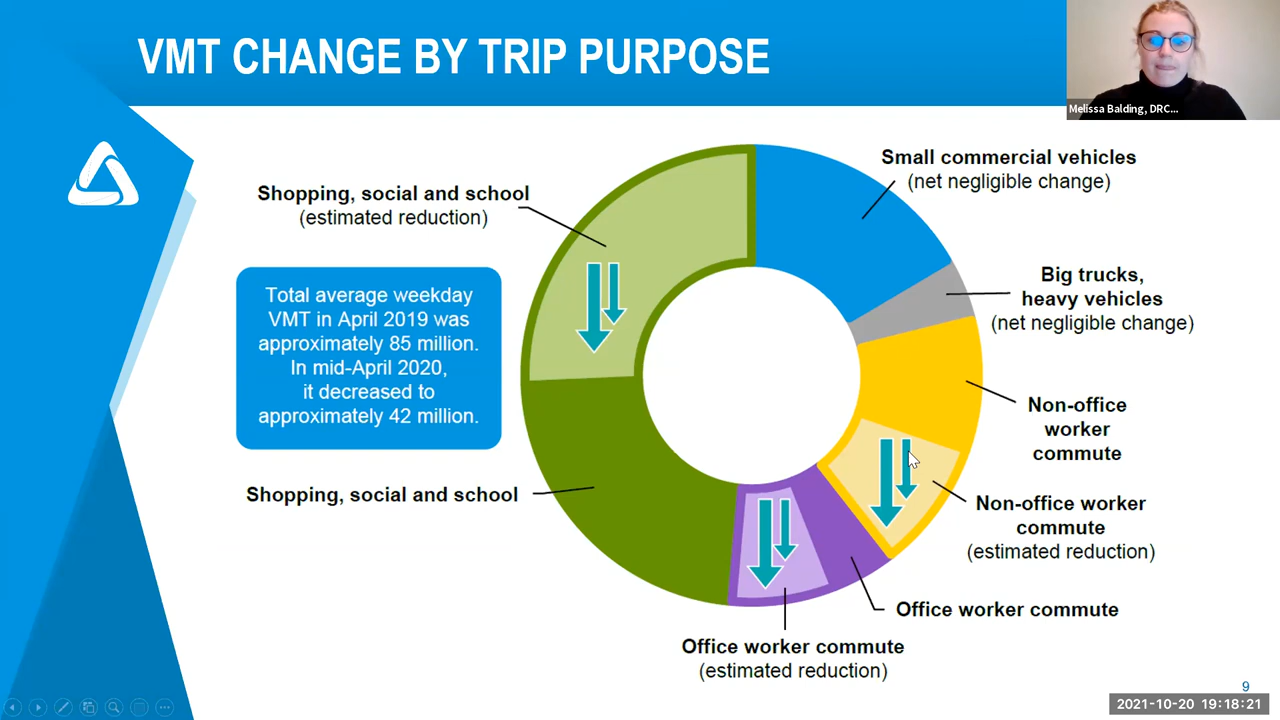 VMT CHANGE BY TRIP PURPOSE
Melissa Balding, DRC...
Small commercial vehicles
(net negligible change)
Shopping, social and school
(estimated reduction)
Big trucks,
heavy vehicles
(net negligible change)
Total average weekday
VMT in April 2019 was
approximately 85 million.
In mid-April 2020,
it decreased to
approximately 42 million.
Non-office
worker
commute
Shopping, social and school
Non-office worker
commute
(estimated reduction)
Office worker commute
Office worker commute
(estimated reduction)
9
2021-10-20 19:18:21